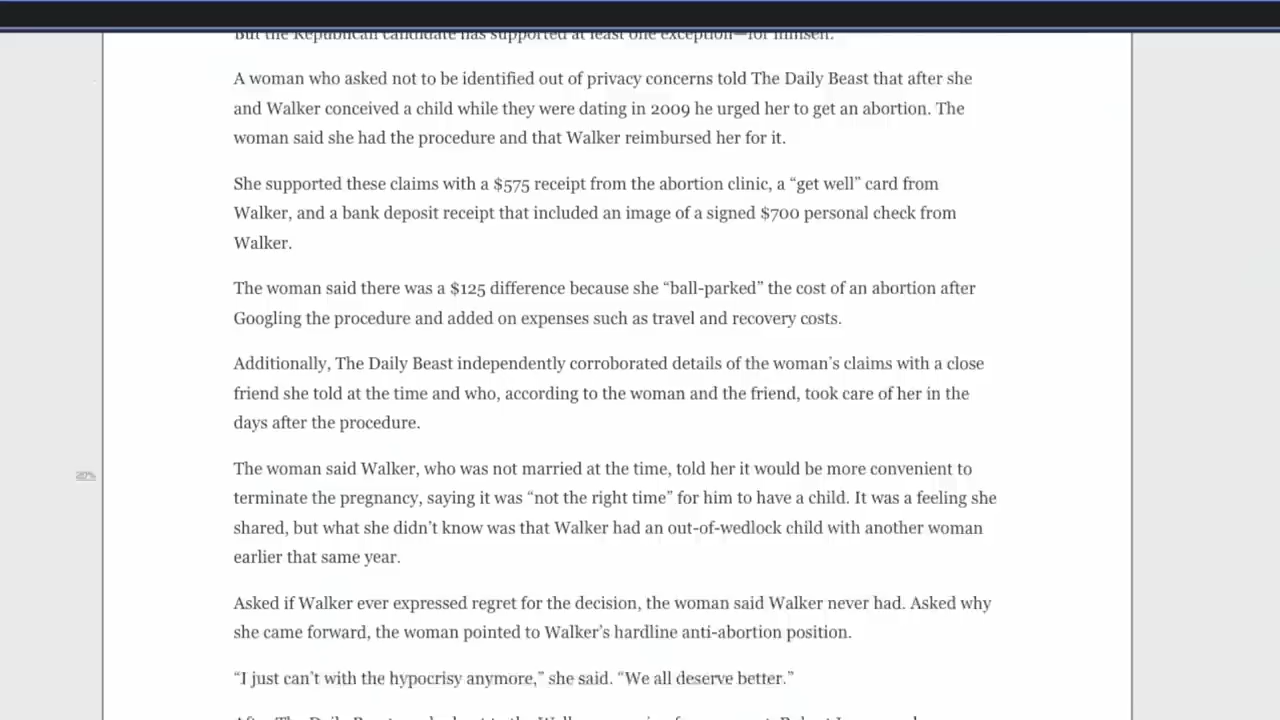 But the Republican candidate has supported at least one exception—for himself.
A woman who asked not to be identified out of privacy concerns told The Daily Beast that after she
and Walker conceived a child while they were dating in 2009 he urged her to get an abortion. The
woman said she had the procedure and that Walker reimbursed her for it.
She supported these claims with a $575 receipt from the abortion clinic, a “get well” card from
Walker, and a bank deposit receipt that included an image of a signed $700 personal check from
Walker.
The woman said there was a $125 difference because she “ball-parked” the cost of an abortion after
Googling the procedure and added on expenses such as travel and recovery costs.
Additionally, The Daily Beast independently corroborated details of the woman’s claims with a close
friend she told at the time and who, according to the woman and the friend, took care of her in the
days after the procedure.
The woman said Walker, who was not married at the time, told her it would be more convenient to
terminate the pregnancy, saying it was “not the right time” for him to have a child. It was a feeling she
shared, but what she didn’t know was that Walker had an out-of-wedlock child with another woman
earlier that same year.
Asked if Walker ever expressed regret for the decision, the woman said Walker never had. Asked why
she came forward, the woman pointed to Walker’s hardline anti-abortion position.
“I just can’t with the hypocrisy anymore,” she said. “We all deserve better.”